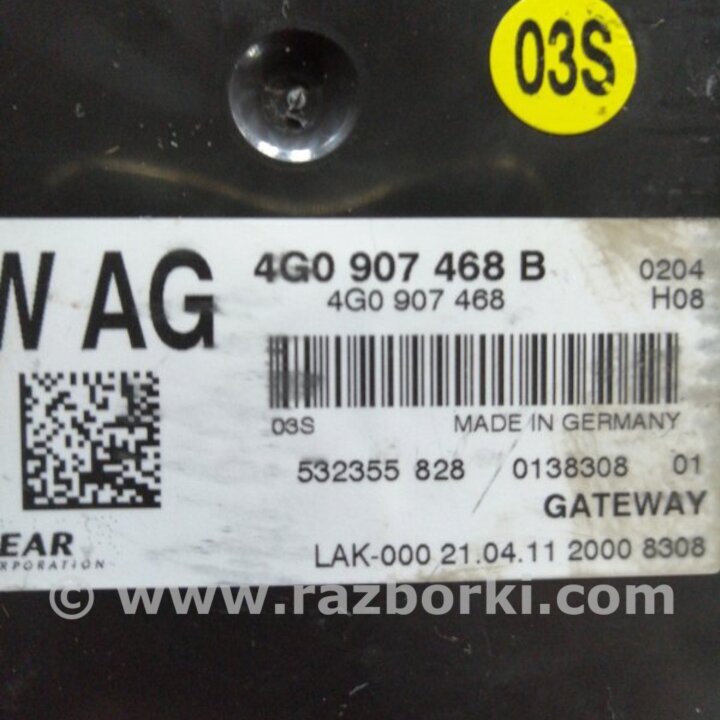 03S
W AG
4G0 907 468 B 0204
4G0 907 468 H08
03S MADE IN GERMANY
532355 828 0138308 01
GATEWAY
EAR
RPORATION
LAK-000 21.04.11 2000 8308
© www.razborki.com